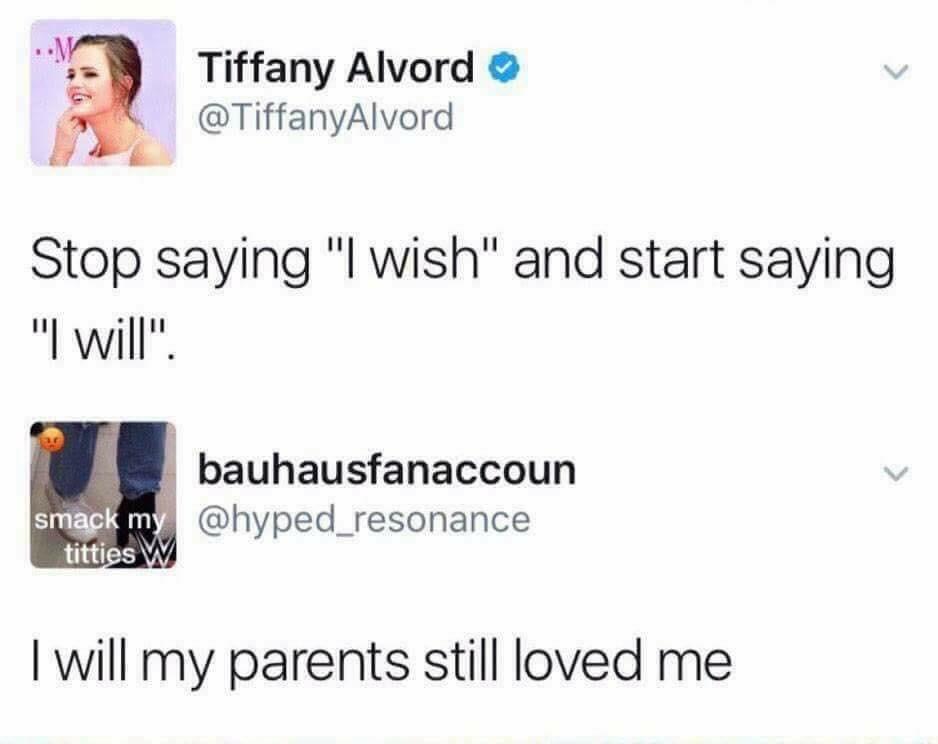 ··M
Tiffany Alvord
@TiffanyAlvord
Stop saying "I wish" and start saying
"I will".
bauhausfanaccoun
@hyped_resonance
smack my
titties W
I will my parents still loved me